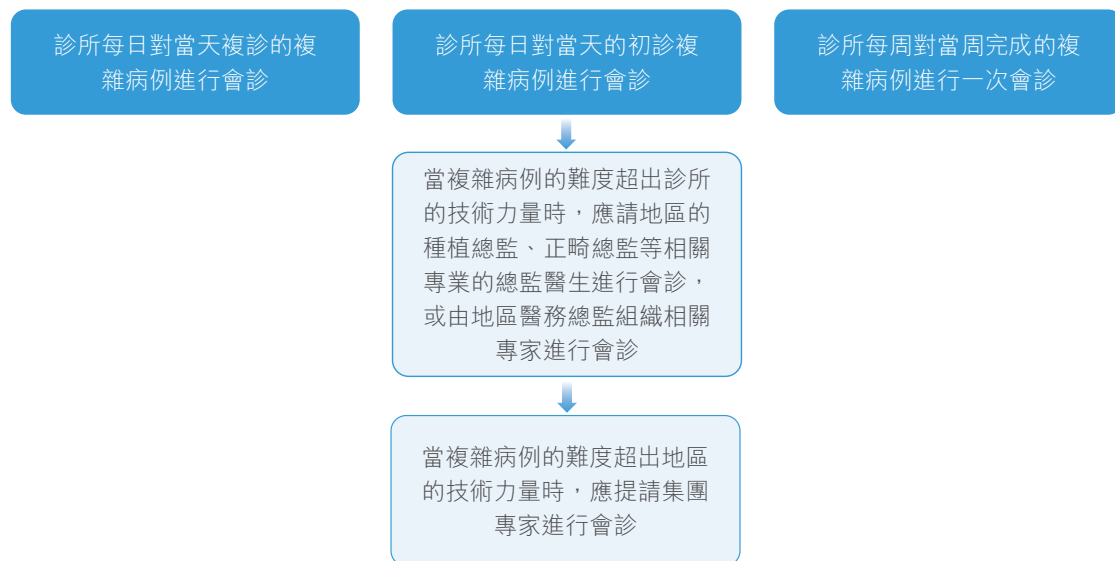 診所每日對當天複診的複
雜病例進行會診
診所每日對當天的初診複
雜病例進行會診
診所每周對當周完成的複
雜病例進行一次會診
當複雜病例的難度超出診所
的技術力量時，應請地區的
種植總監、正畸總監等相關
專業的總監醫生進行會診，
或由地區醫務總監組織相關
專家進行會診
當複雜病例的難度超出地區
的技術力量時，應提請集團
專家進行會診